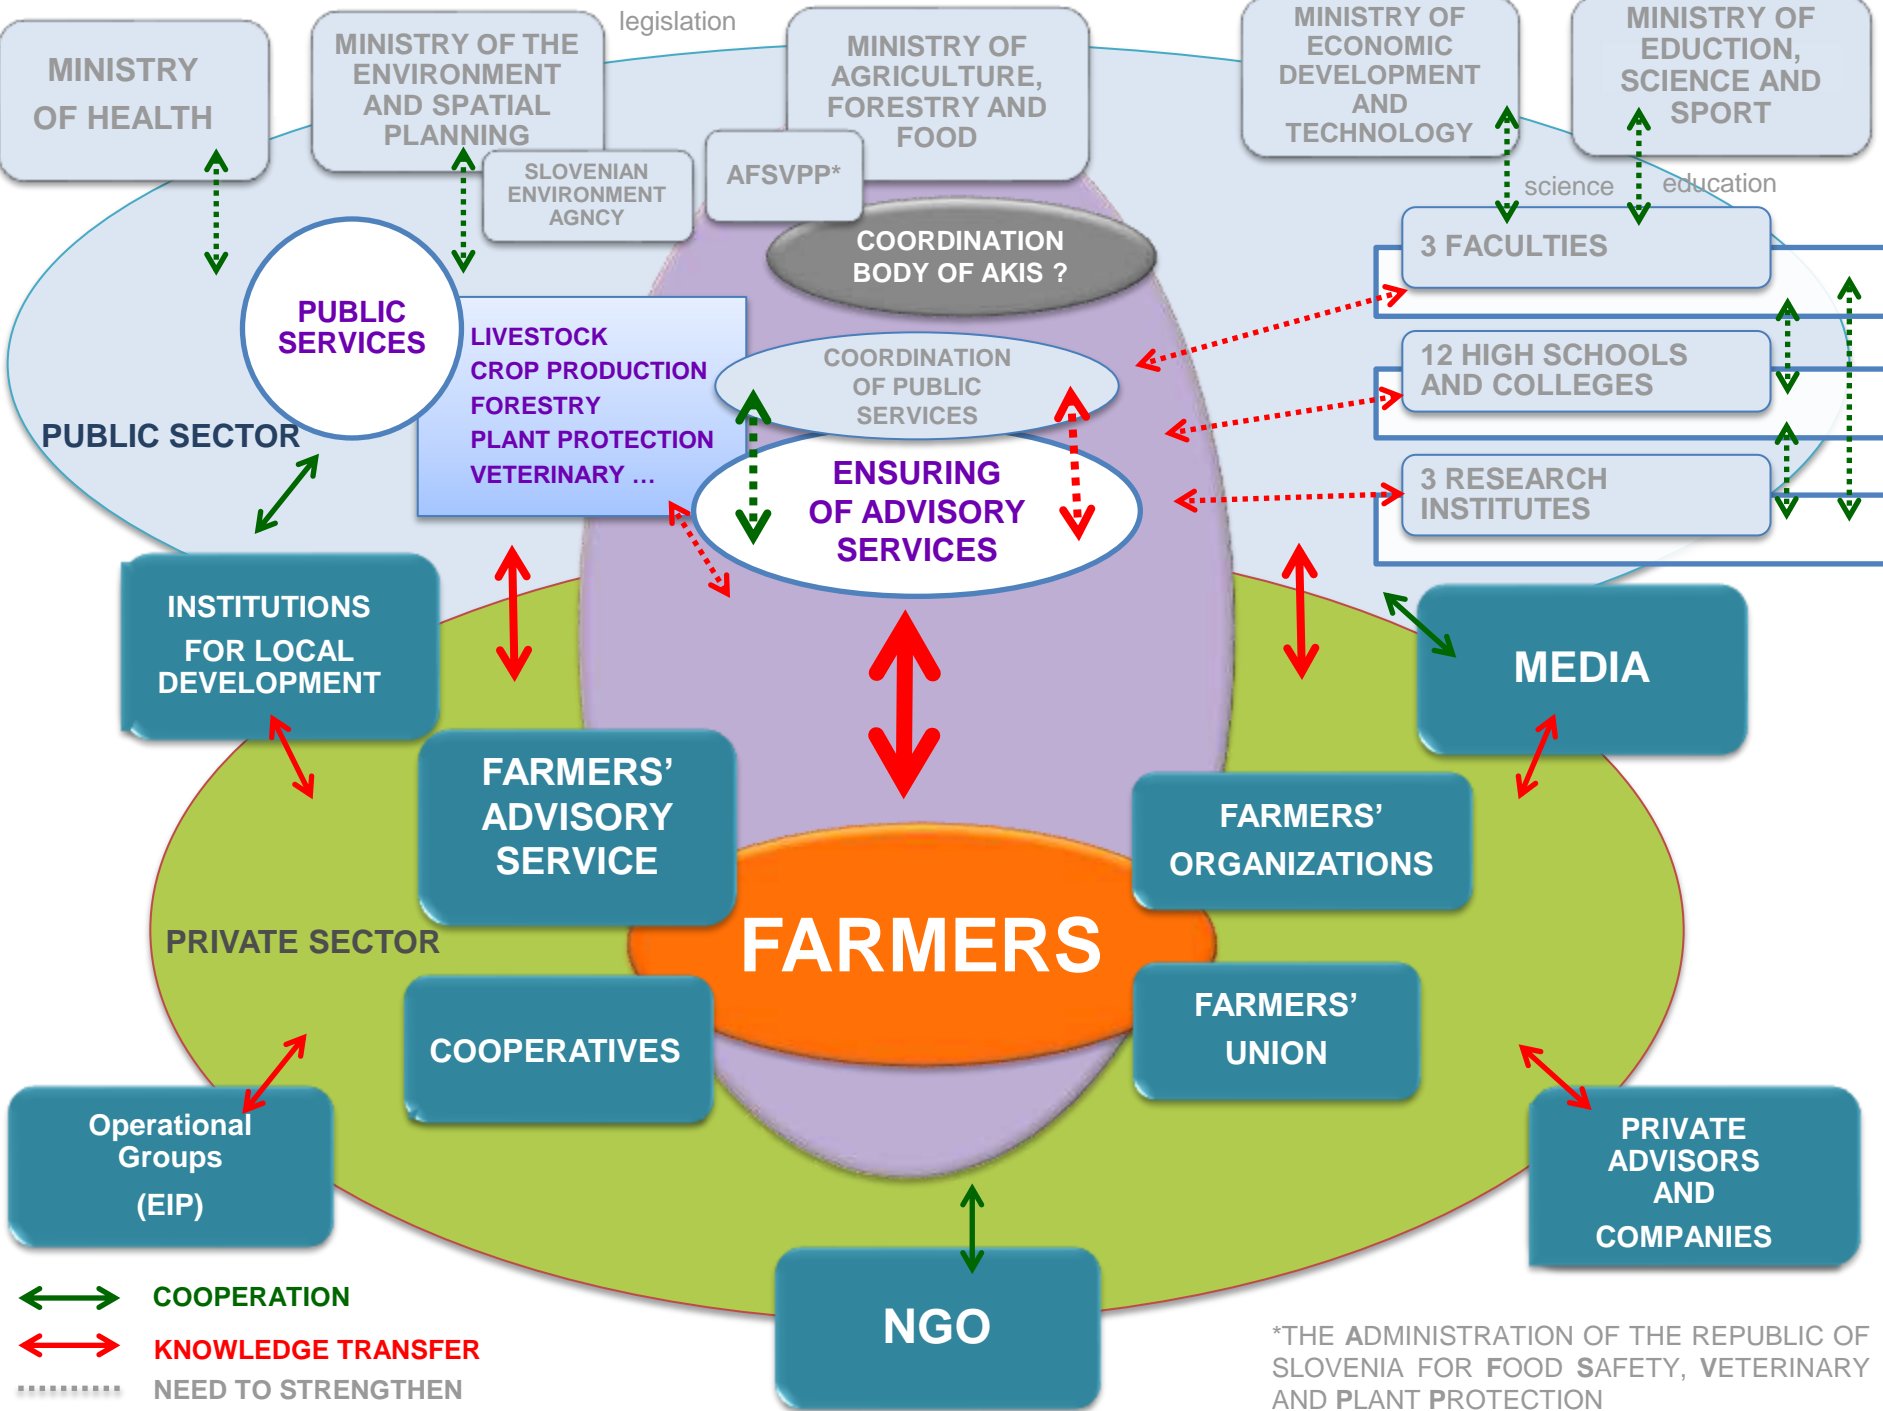 legislation
MINISTRY
OF HEALTH
MINISTRY OF THE
ENVIRONMENT
AND SPATIAL
PLANNING
SLOVENIAN
ENVIRONMENT
AGNCY
MINISTRY OF
AGRICULTURE,
FORESTRY AND
FOOD
AFSVPP*
MINISTRY OF
ECONOMIC
DEVELOPMENT
AND
TECHNOLOGY
MINISTRY OF
EDUCTION,
SCIENCE AND
SPORT
science
education
COORDINATION
BODY OF AKIS ?
3 FACULTIES
PUBLIC
SERVICES
LIVESTOCK
CROP PRODUCTION
FORESTRY
PLANT PROTECTION
VETERINARY …
COORDINATION
OF PUBLIC
SERVICES
12 HIGH SCHOOLS
AND COLLEGES
PUBLIC SECTOR
ENSURING
OF ADVISORY
SERVICES
3 RESEARCH
INSTITUTES
INSTITUTIONS
FOR LOCAL
DEVELOPMENT
MEDIA
FARMERS’
ADVISORY
SERVICE
FARMERS’
ORGANIZATIONS
PRIVATE SECTOR
FARMERS
COOPERATIVES
FARMERS’
UNION
Operational
Groups
(EIP)
PRIVATE
ADVISORS
AND
COMPANIES
NGO
COOPERATION
KNOWLEDGE TRANSFER
NEED TO STRENGTHEN
*THE ADMINISTRATION OF THE REPUBLIC OF
SLOVENIA FOR FOOD SAFETY, VETERINARY
AND PLANT PROTECTION